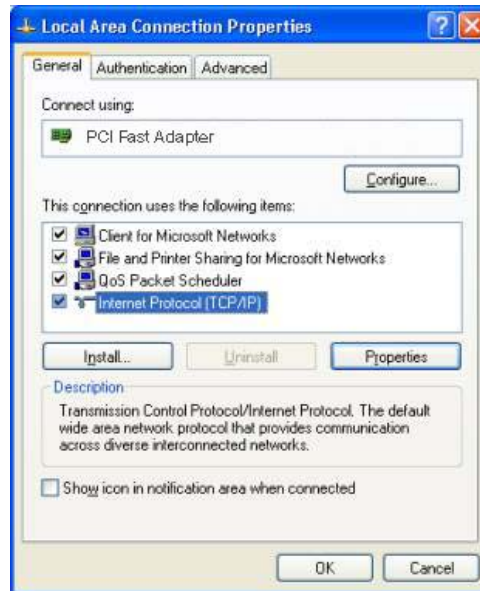 Local Area Connection Properties
General Authentication Advanced
Connect using:
PCI Fast Adapter
Configure...
This connection uses the following items:
Client for Microsoft Networks
File and Printer Sharing for Microsoft Networks
QoS Packet Scheduler
Internet Protocol (TCP/IP)
Install... Uninstall Properties
Description
Transmission Control Protocol/Internet Protocol. The default
wide area network protocol that provides communication
across diverse interconnected networks.
Show icon in notification area when connected
OK Cancel